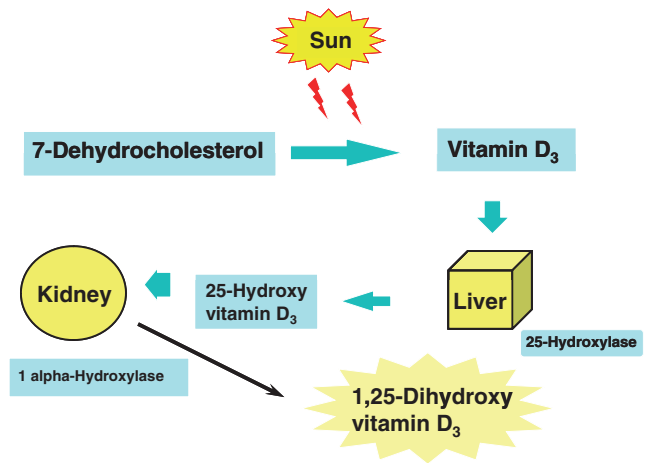 Sun
7-Dehydrocholesterol
Vitamin D₃
Kidney
25-Hydroxy
vitamin D₃
Liver
25-Hydroxylase
1 alpha-Hydroxylase
1,25-Dihydroxy
vitamin D₃